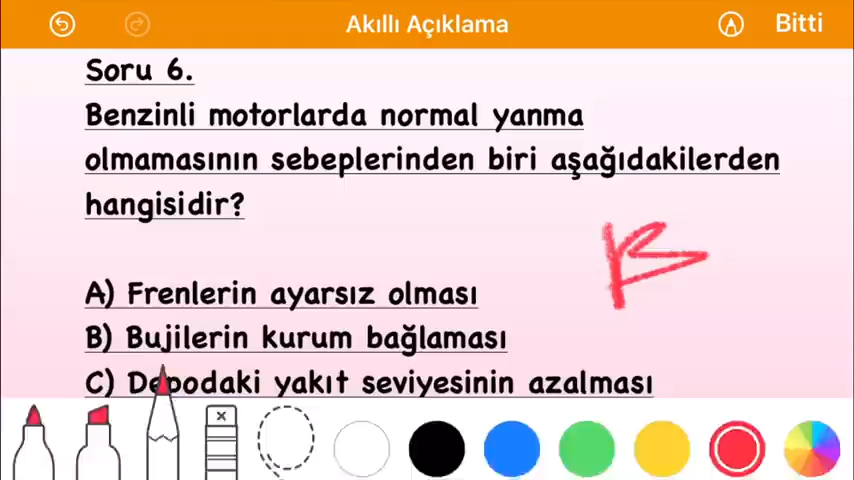 Akıllı Açıklama
Bitti
Soru 6.
Benzinli motorlarda normal yanma
olmamasının sebeplerinden biri aşağıdakilerden
hangisidir?
B
A) Frenlerin ayarsız olması
B) Bujilerin kurum bağlaması
C) Depodaki yakıt seviyesinin azalması